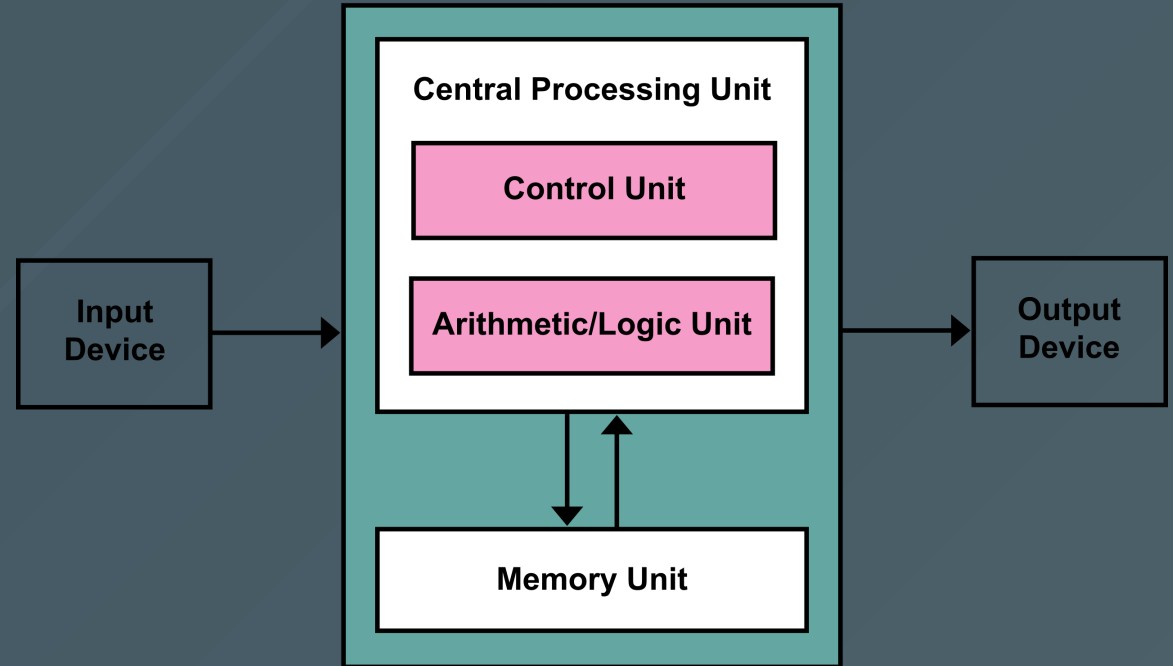 Central Processing Unit
Control Unit
Arithmetic/Logic Unit
Input
Device
Output
Device
Memory Unit